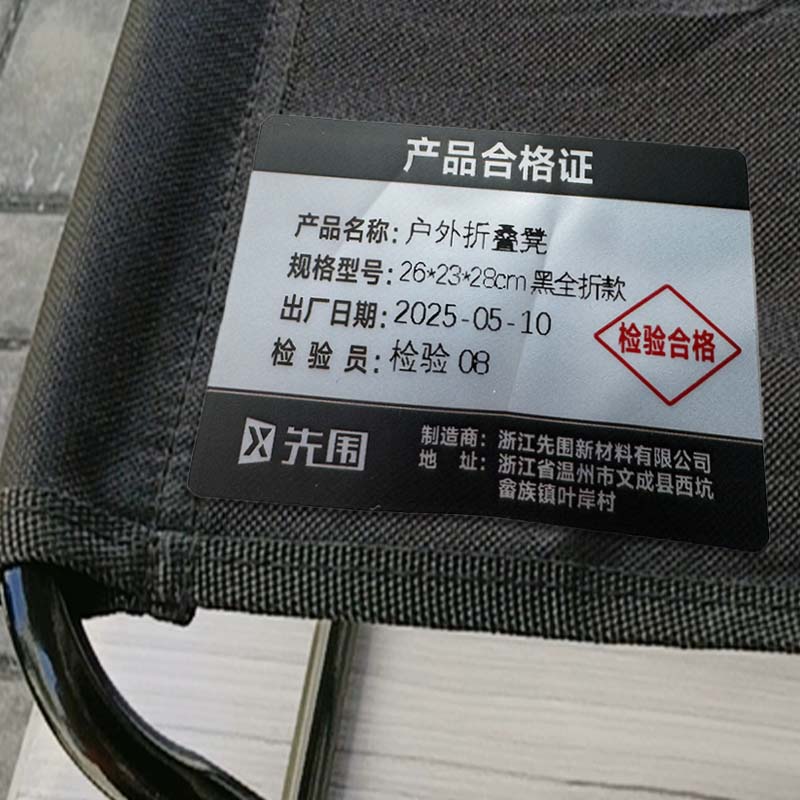 产品合格证
产品名称：户外折叠凳
规格型号：26*23*28cm 黑全折款
出厂日期：2025-05-10
检 验 员：检验 08
检验合格
先围
制造商：浙江先围新材料有限公司
地 址：浙江省温州市文成县西坑
畲族镇叶岸村